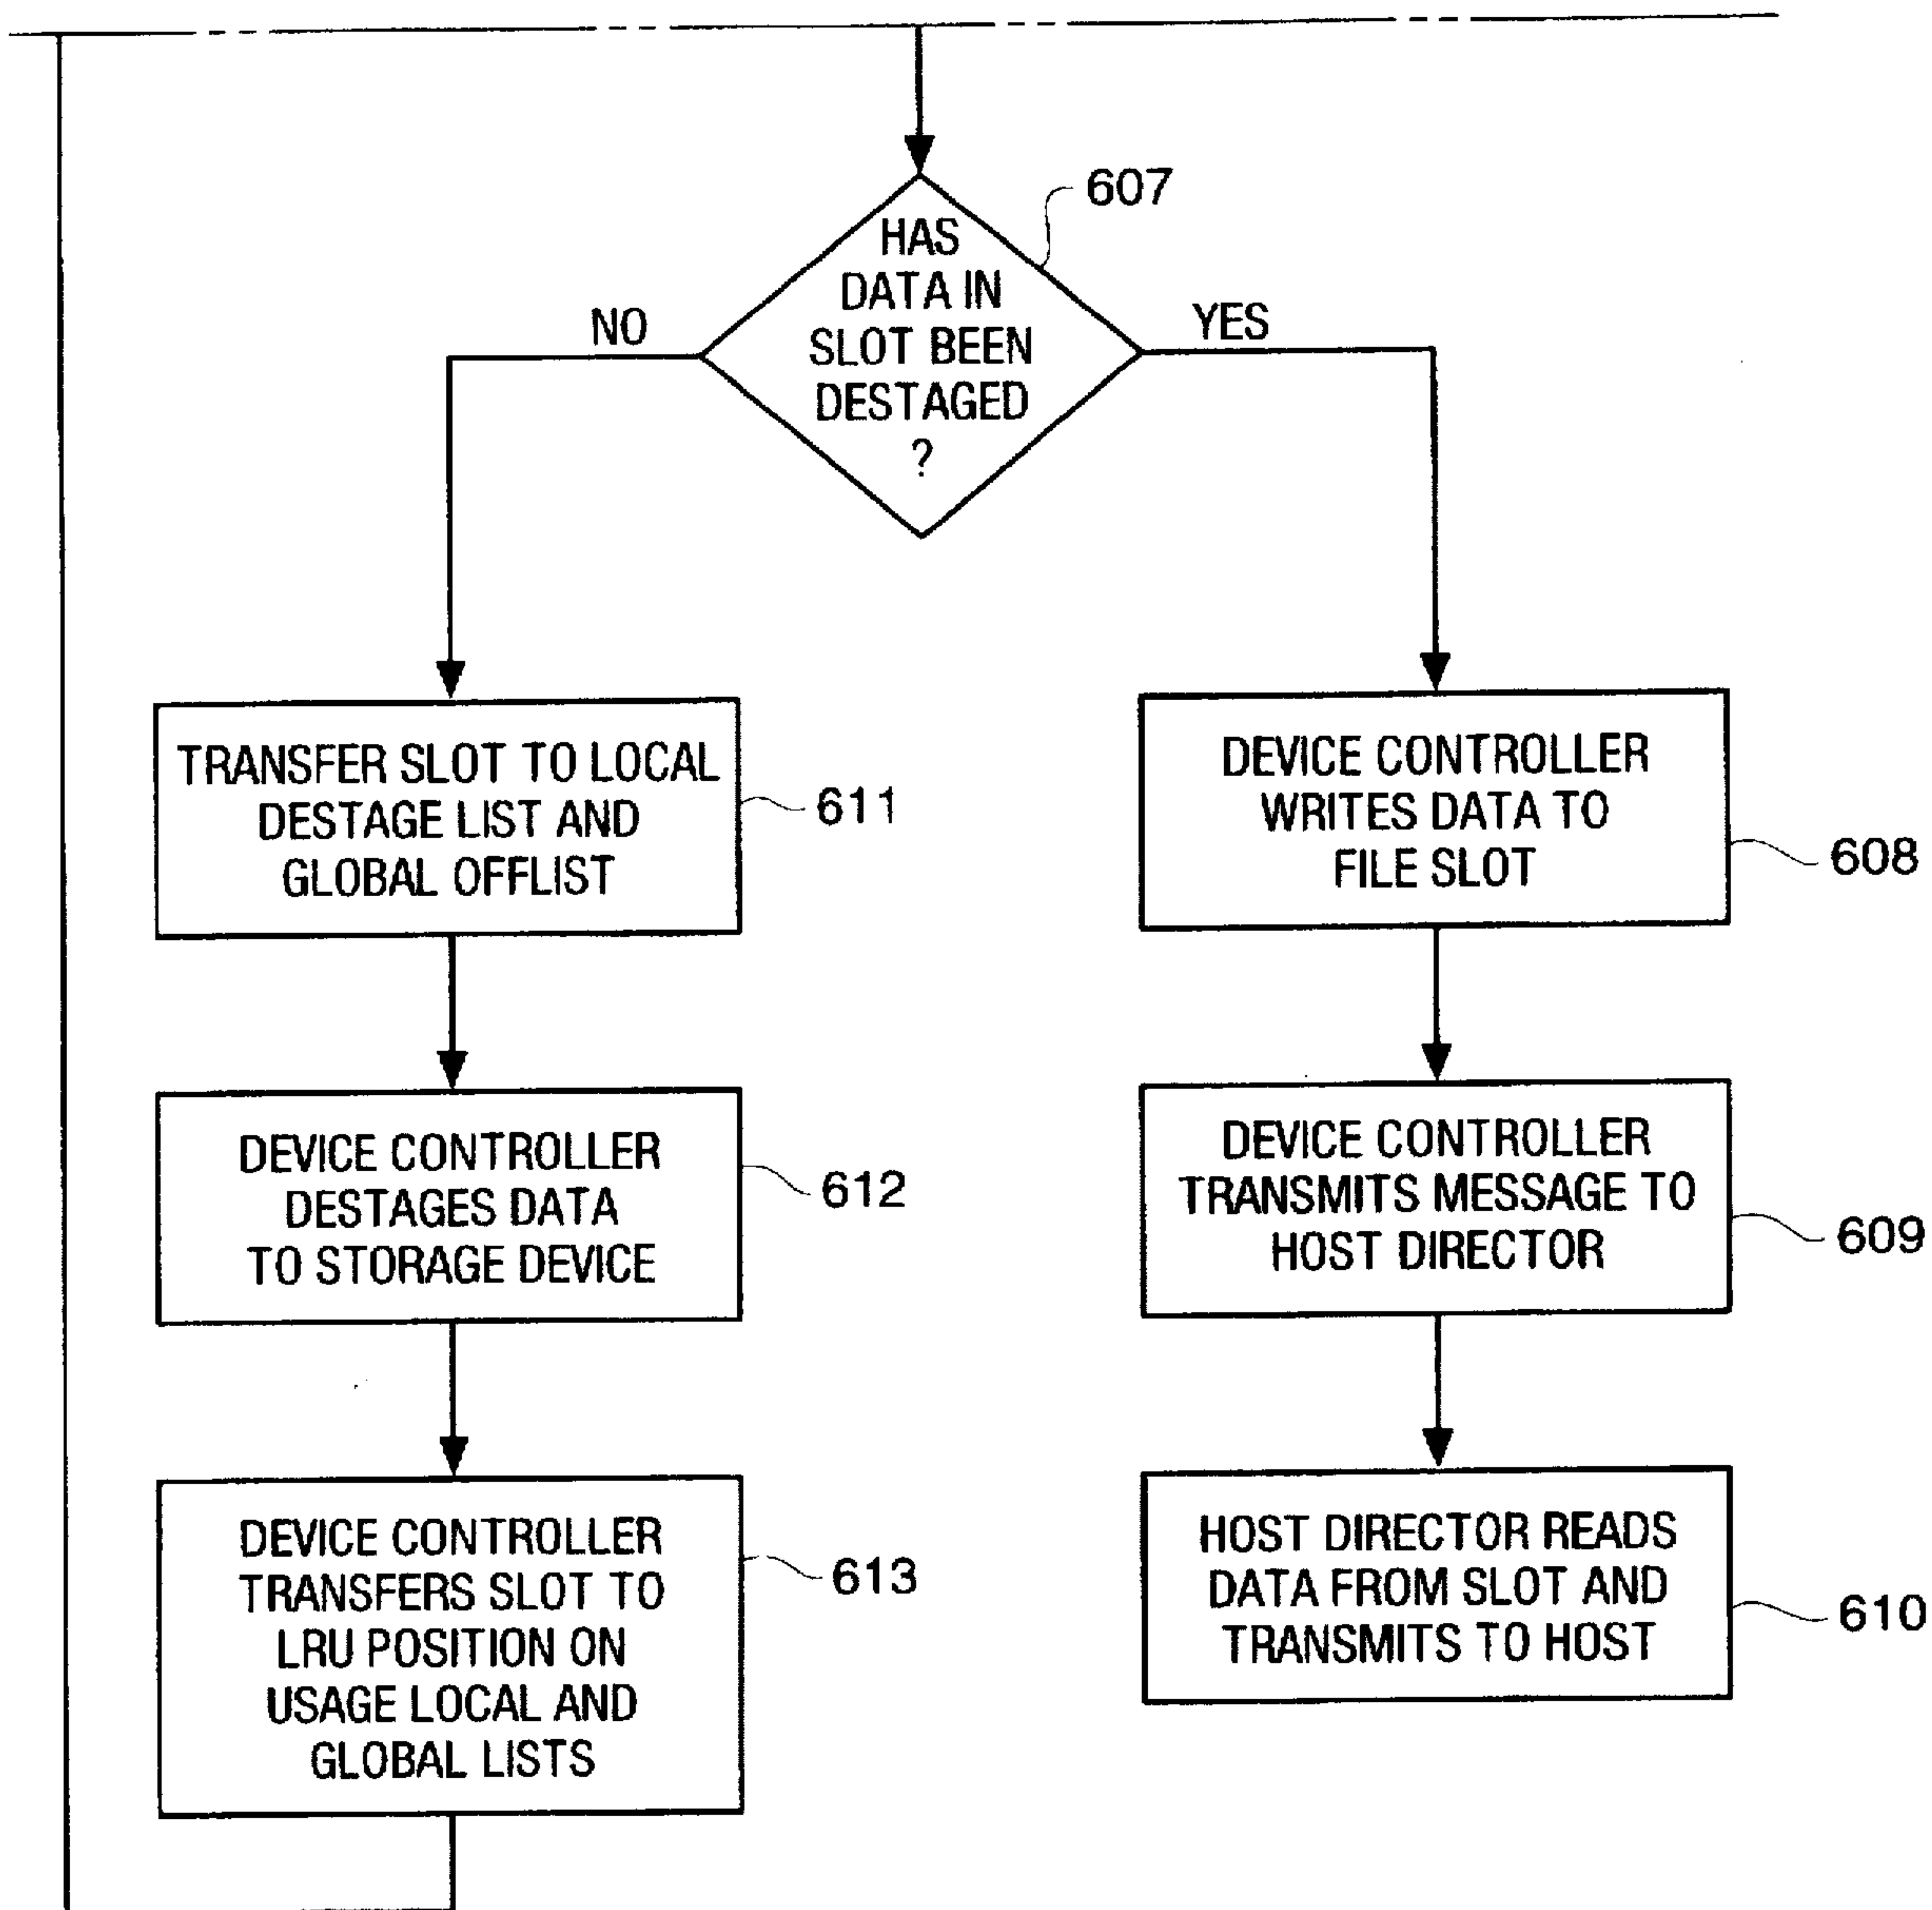 607
HAS
DATA IN
SLOT BEEN
DESTAGED
?
NO
YES
TRANSFER SLOT TO LOCAL
DESTAGE LIST AND
GLOBAL OFFLIST
611
DEVICE CONTROLLER
WRITES DATA TO
FILE SLOT
608
DEVICE CONTROLLER
DESTAGES DATA
TO STORAGE DEVICE
612
DEVICE CONTROLLER
TRANSMITS MESSAGE TO
HOST DIRECTOR
609
DEVICE CONTROLLER
TRANSFERS SLOT TO
LRU POSITION ON
USAGE LOCAL AND
GLOBAL LISTS
613
HOST DIRECTOR READS
DATA FROM SLOT AND
TRANSMITS TO HOST
610